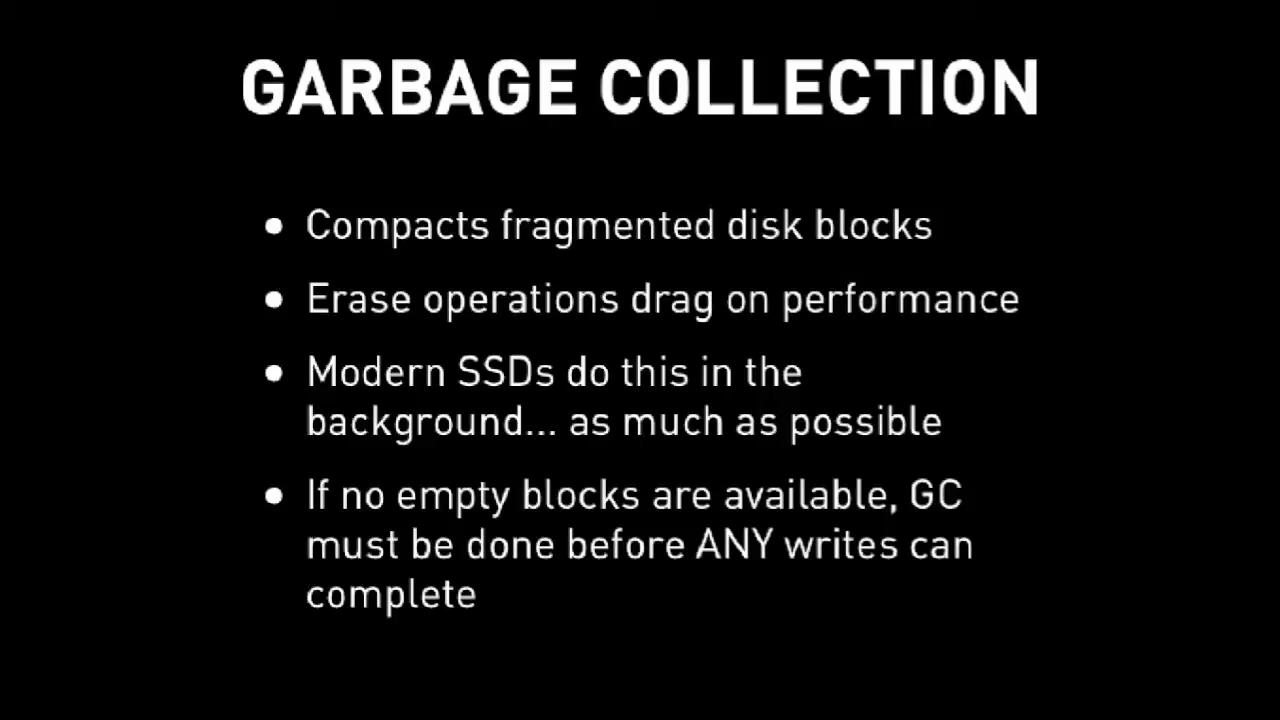 GARBAGE COLLECTION
• Compacts fragmented disk blocks
• Erase operations drag on performance
• Modern SSDs do this in the
background... as much as possible
• If no empty blocks are available, GC
must be done before ANY writes can
complete